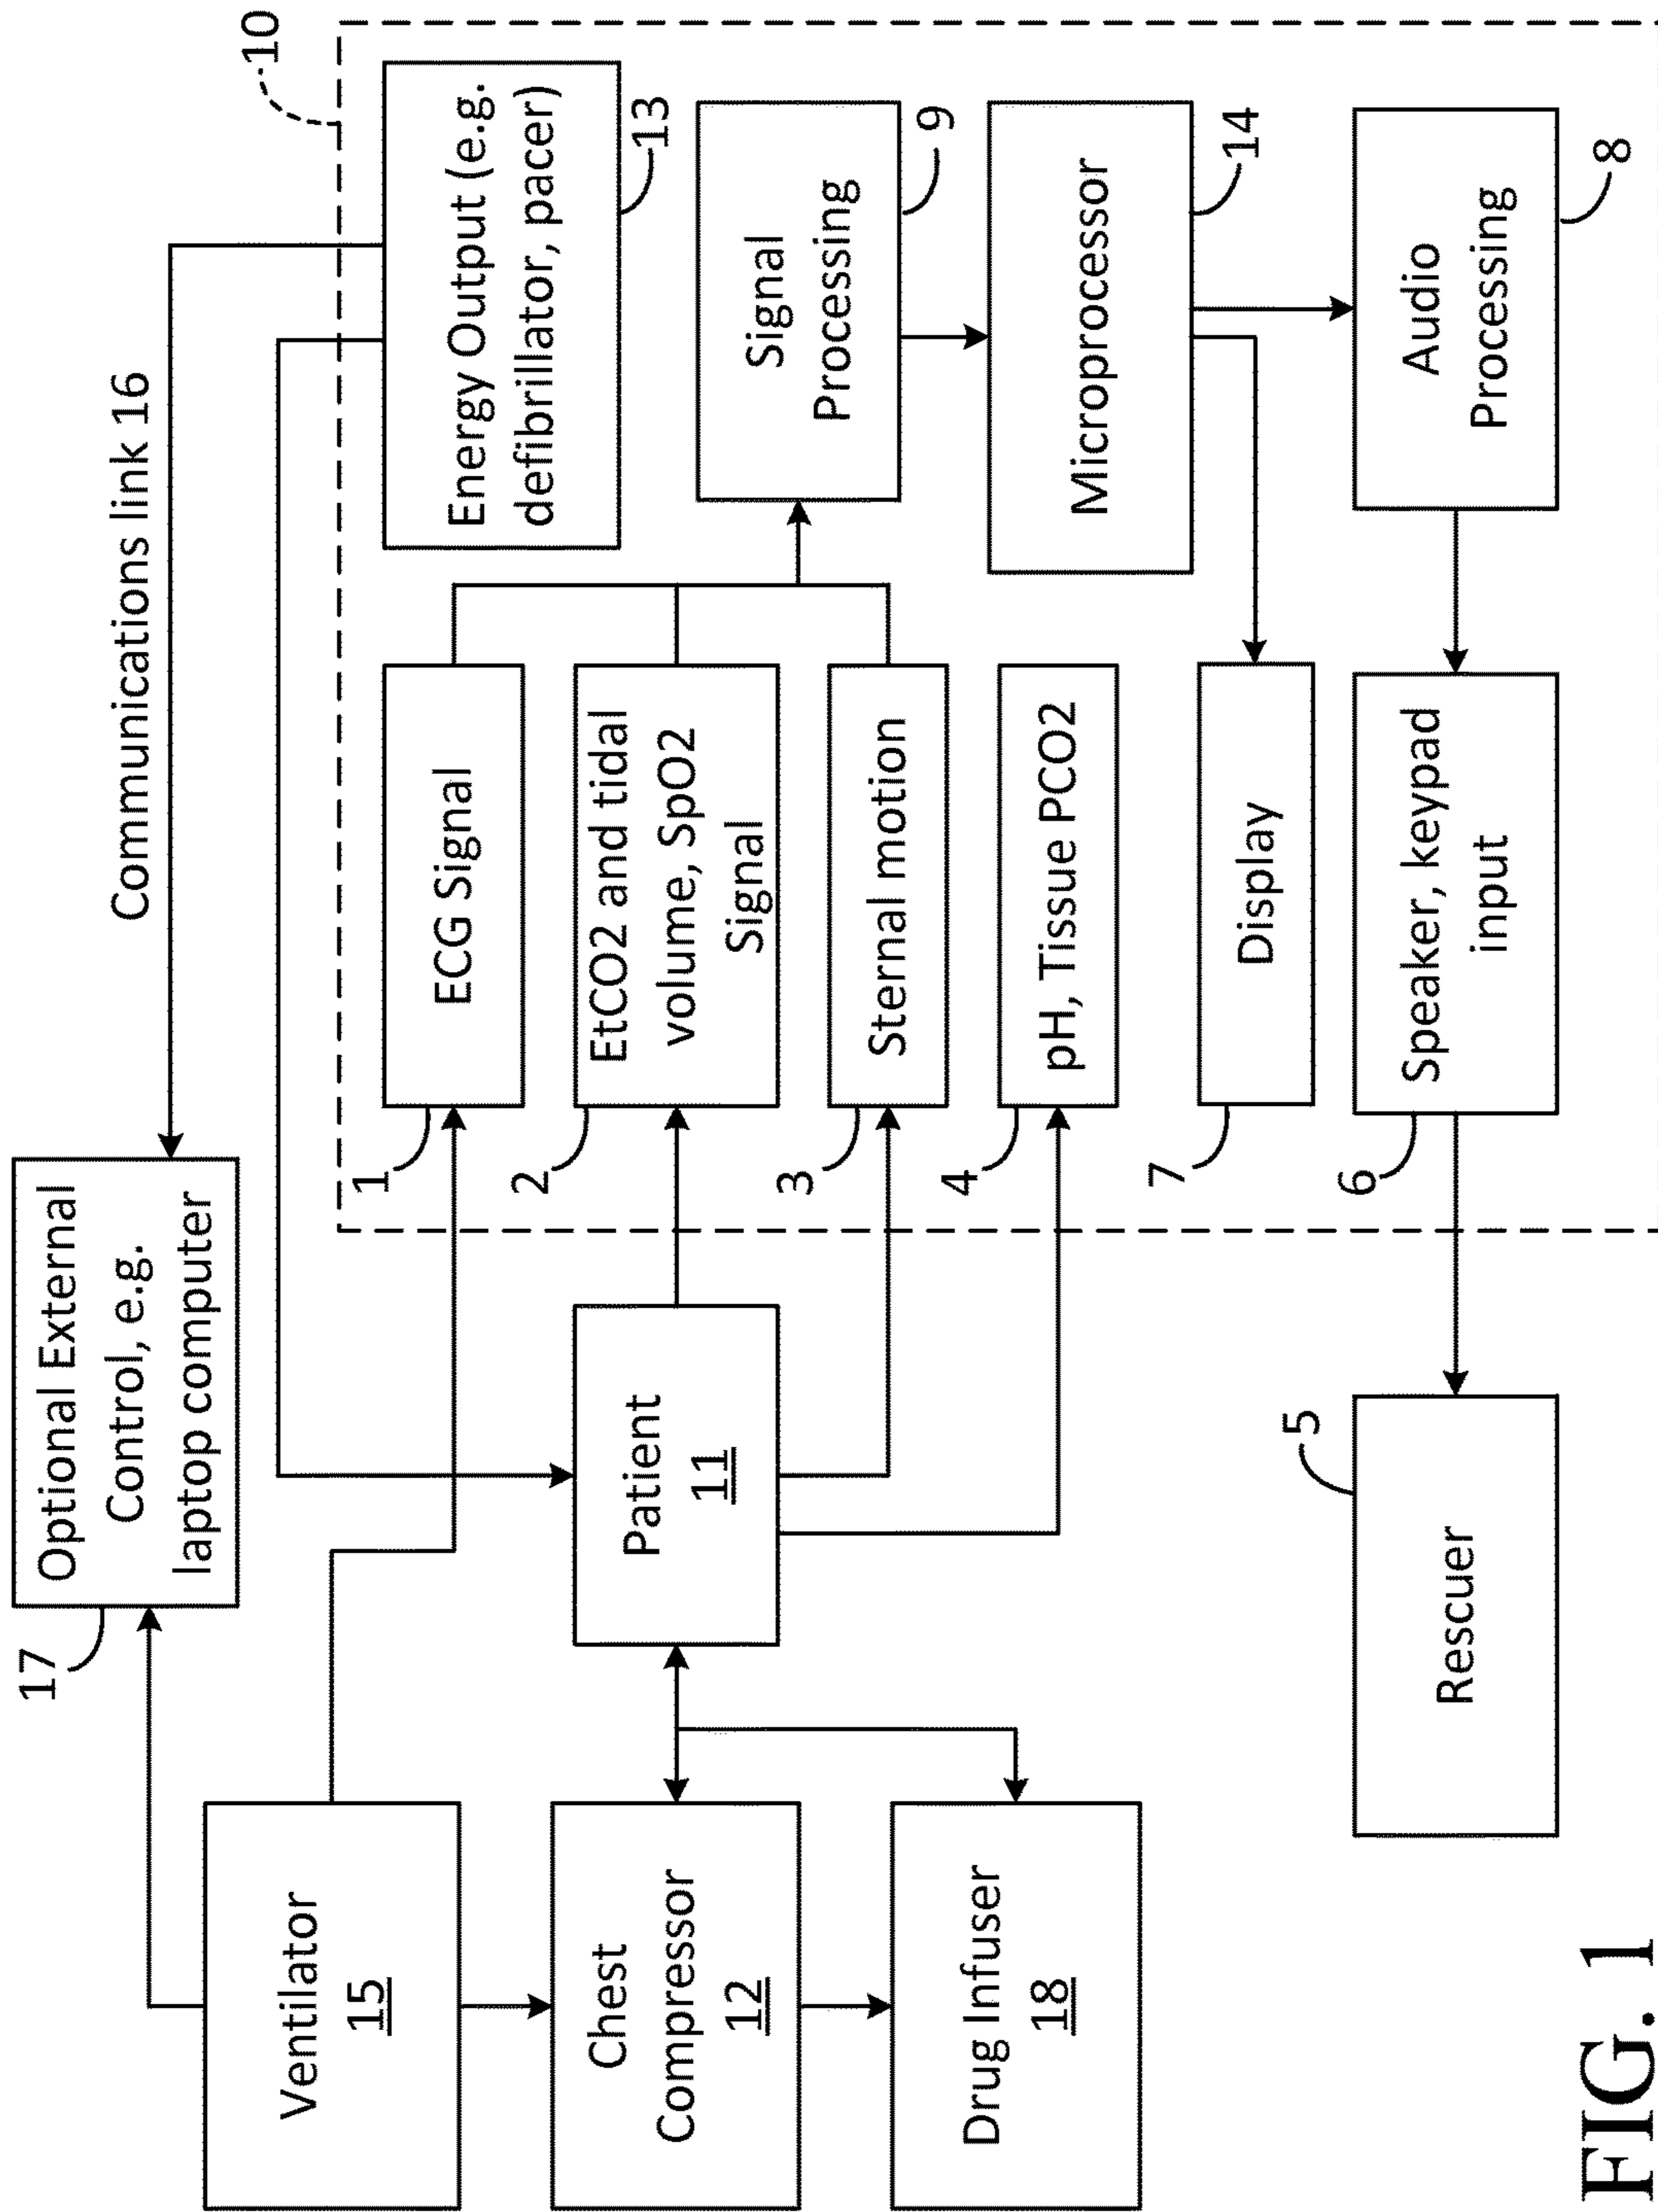 Communications link 16
10
Optional External
Control, e.g.
laptop computer
17
Energy Output (e.g.
defibrillator, pacer)
13
Ventilator
15
ECG Signal
1
Signal
Processing
9
Chest
Compressor
12
Patient
11
EtCO2 and tidal
volume, SpO2
Signal
2
Sternal motion
3
Microprocessor
14
Drug Infuser
18
pH, Tissue PCO2
4
Display
7
Rescuer
5
Speaker, keypad
input
6
Audio
Processing
8
FIG. 1